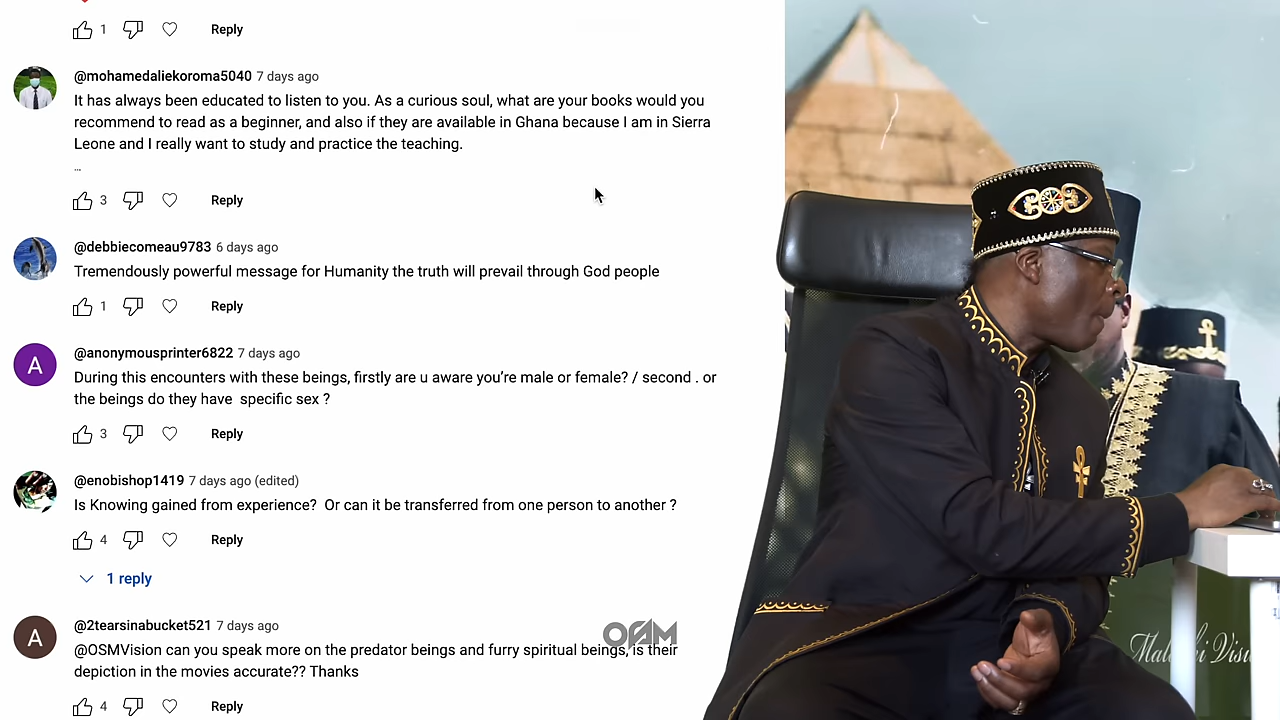 1 Reply
@mohamedaliekoroma5040 7 days ago
It has always been educated to listen to you. As a curious soul, what are your books would you
recommend to read as a beginner, and also if they are available in Ghana because I am in Sierra
Leone and I really want to study and practice the teaching.
...
3 Reply
@debbiecomeau9783 6 days ago
Tremendously powerful message for Humanity the truth will prevail through God people
1 Reply
A
@anonymousprinter6822 7 days ago
During this encounters with these beings, firstly are u aware you're male or female? / second . or
the beings do they have specific sex ?
3 Reply
@enobishop1419 7 days ago (edited)
Is Knowing gained from experience? Or can it be transferred from one person to another ?
4 Reply
1 reply
A
@2tearsinabucket521 7 days ago
@OSMVision can you speak more on the predator beings and furry spiritual beings, is their
depiction in the movies accurate?? Thanks
4 Reply